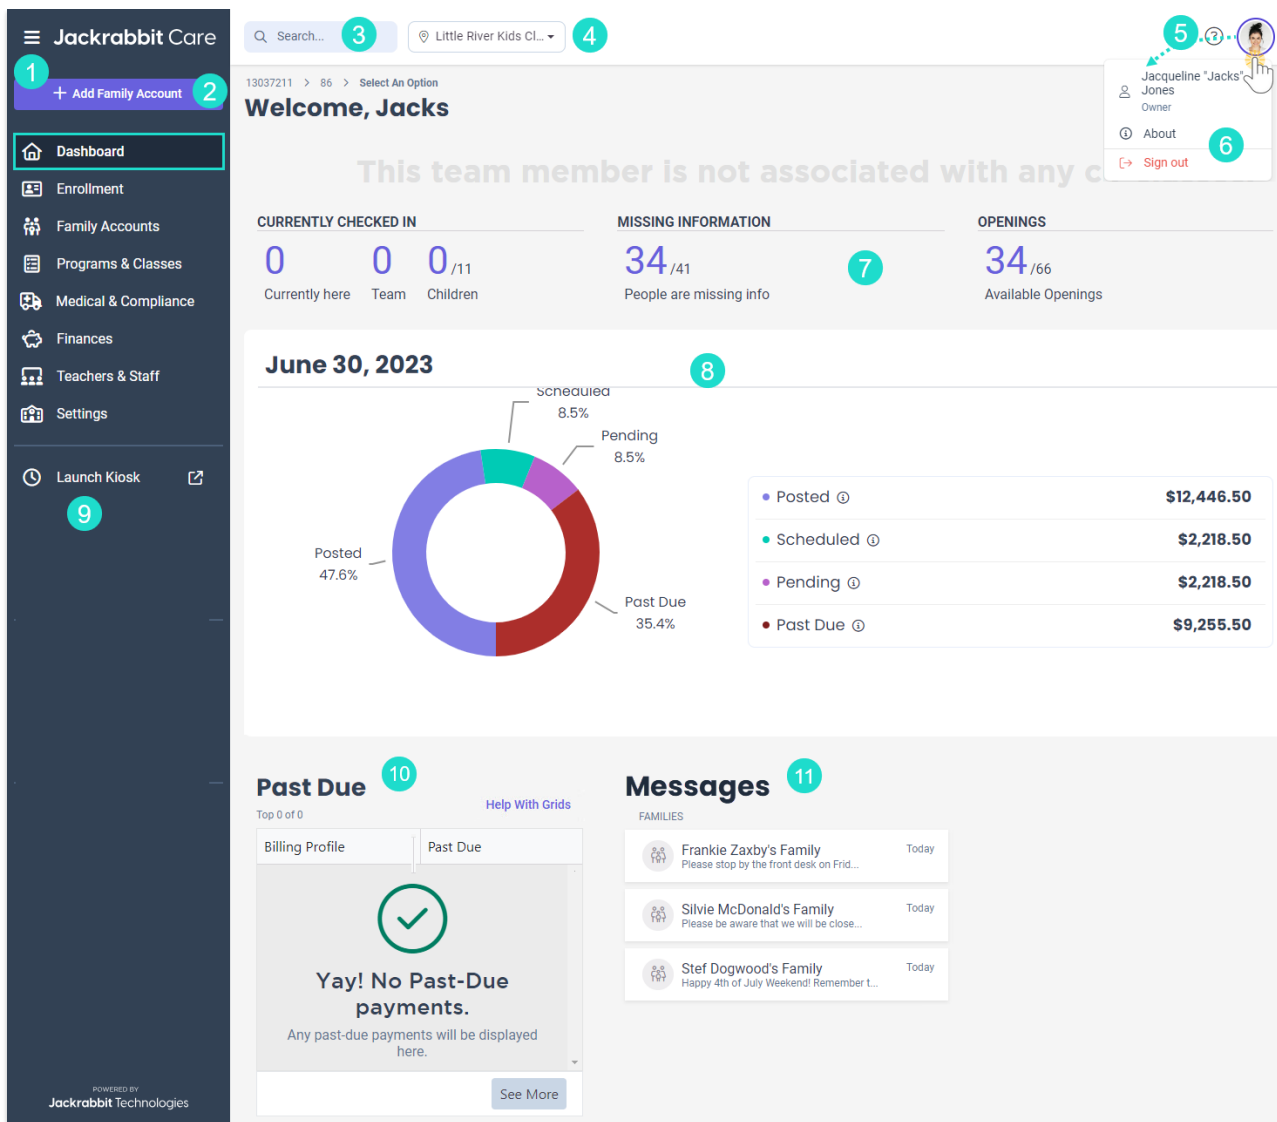 Jackrabbit Care
1
+ Add Family Account
2
Dashboard
Enrollment
Family Accounts
Programs & Classes
Medical & Compliance
Finances
Teachers & Staff
Settings
Launch Kiosk
9
POWERED BY
Jackrabbit Technologies
Search...
3
Little River Kids Cl...
4
5
?
Jacqueline "Jacks"
Jones
Owner
About
6
Sign out
13037211 > 86 > Select An Option
Welcome, Jacks
This team member is not associated with any c
CURRENTLY CHECKED IN
0 0 0/11
Currently here Team Children
MISSING INFORMATION
34/41
7
People are missing info
OPENINGS
34/66
Available Openings
June 30, 2023
8
Scheduled
8.5%
Pending
8.5%
Posted
47.6%
Past Due
35.4%
Posted $12,446.50
Scheduled $2,218.50
Pending $2,218.50
Past Due $9,255.50
Past Due
10
Top 0 of 0
Help With Grids
Billing Profile Past Due
Yay! No Past-Due
payments.
Any past-due payments will be displayed
here.
See More
Messages
11
FAMILIES
Frankie Zaxby's Family Today
Please stop by the front desk on Frid...
Silvie McDonald's Family Today
Please be aware that we will be close...
Stef Dogwood's Family Today
Happy 4th of July Weekend! Remember t...